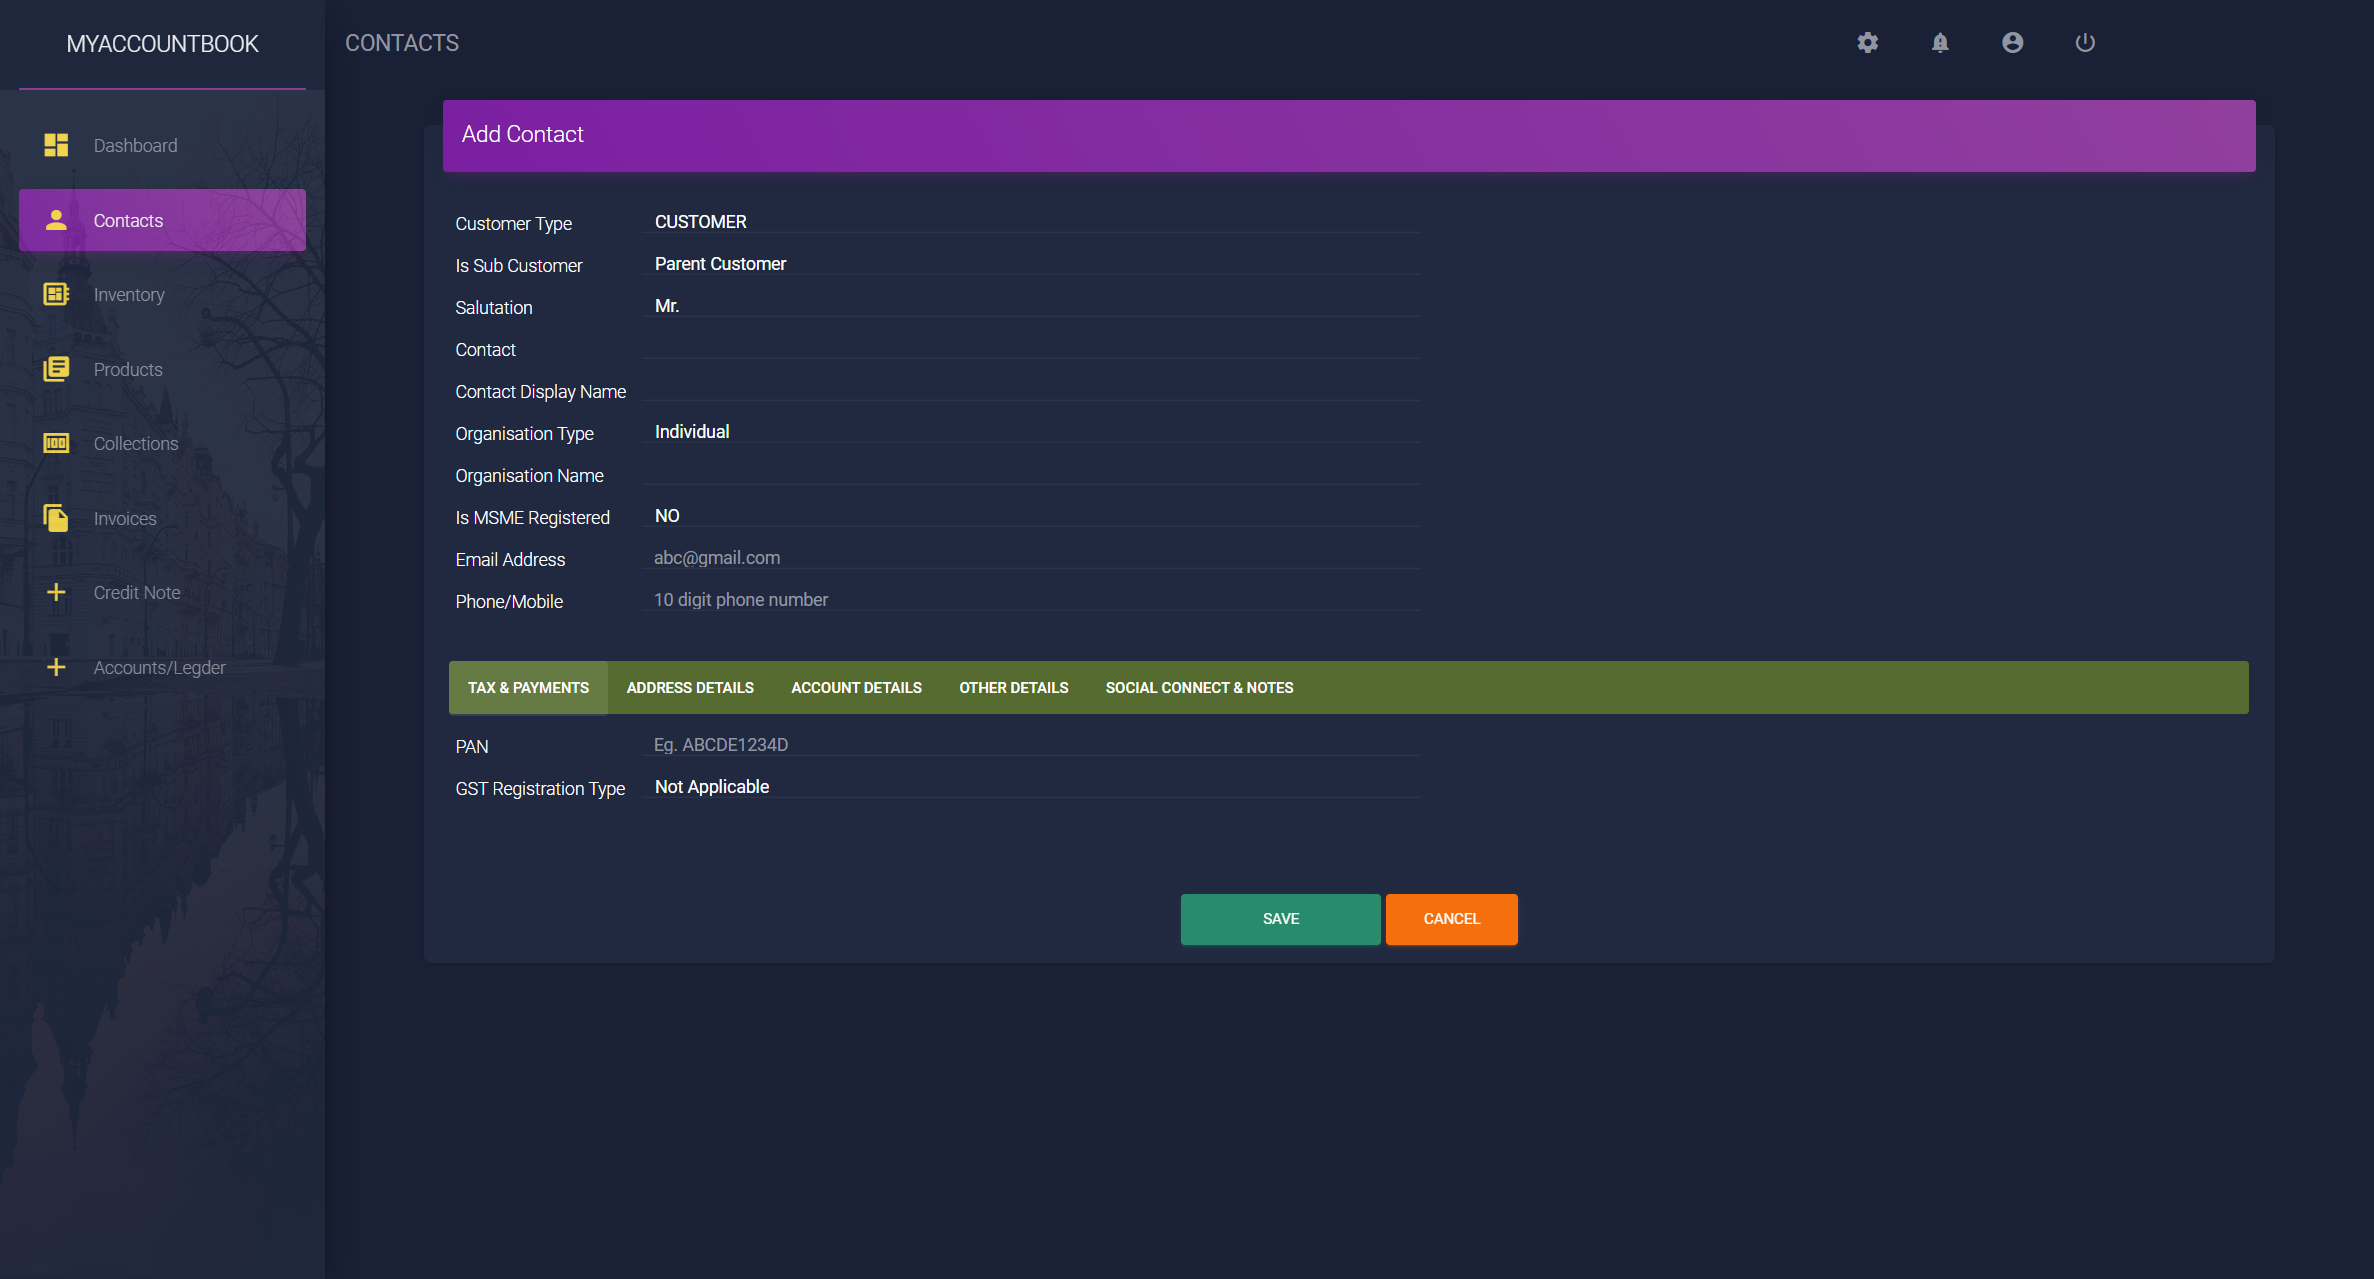 MYACCOUNTBOOK
CONTACTS
Dashboard
Contacts
Inventory
Products
Collections
Invoices
Credit Note
Accounts/Legder
Add Contact
Customer Type CUSTOMER
Is Sub Customer Parent Customer
Salutation Mr.
Contact
Contact Display Name
Organisation Type Individual
Organisation Name
Is MSME Registered NO
Email Address abc@gmail.com
Phone/Mobile 10 digit phone number
TAX & PAYMENTS ADDRESS DETAILS ACCOUNT DETAILS OTHER DETAILS SOCIAL CONNECT & NOTES
PAN Eg. ABCDE1234D
GST Registration Type Not Applicable
SAVE CANCEL